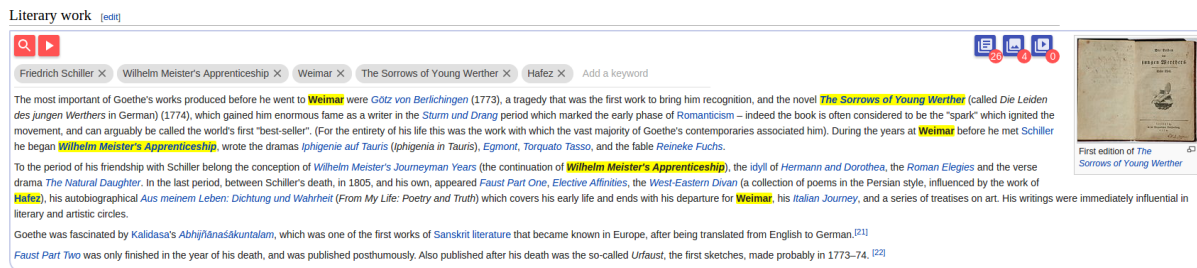 Literary work [edit]
26 4 0
Friedrich Schiller × Wilhelm Meister's Apprenticeship × Weimar × The Sorrows of Young Werther × Hafez × Add a keyword
The most important of Goethe's works produced before he went to Weimar were Götz von Berlichingen (1773), a tragedy that was the first work to bring him recognition, and the novel The Sorrows of Young Werther (called Die Leiden
des jungen Werthers in German) (1774), which gained him enormous fame as a writer in the Sturm und Drang period which marked the early phase of Romanticism – indeed the book is often considered to be the "spark" which ignited the
movement, and can arguably be called the world's first "best-seller". (For the entirety of his life this was the work with which the vast majority of Goethe's contemporaries associated him). During the years at Weimar before he met Schiller
he began Wilhelm Meister's Apprenticeship, wrote the dramas Iphigenie auf Tauris (Iphigenia in Tauris), Egmont, Torquato Tasso, and the fable Reineke Fuchs.
To the period of his friendship with Schiller belong the conception of Wilhelm Meister's Journeyman Years (the continuation of Wilhelm Meister's Apprenticeship), the idyll of Hermann and Dorothea, the Roman Elegies and the verse
drama The Natural Daughter. In the last period, between Schiller's death, in 1805, and his own, appeared Faust Part One, Elective Affinities, the West-Eastern Divan (a collection of poems in the Persian style, influenced by the work of
Hafez), his autobiographical Aus meinem Leben: Dichtung und Wahrheit (From My Life: Poetry and Truth) which covers his early life and ends with his departure for Weimar, his Italian Journey, and a series of treatises on art. His writings were immediately influential in
literary and artistic circles.
Goethe was fascinated by Kalidasa's Abhijñānaśākuntalam, which was one of the first works of Sanskrit literature that became known in Europe, after being translated from English to German.[21]
Faust Part Two was only finished in the year of his death, and was published posthumously. Also published after his death was the so-called Urfaust, the first sketches, made probably in 1773–74. [22]
First edition of The
Sorrows of Young Werther